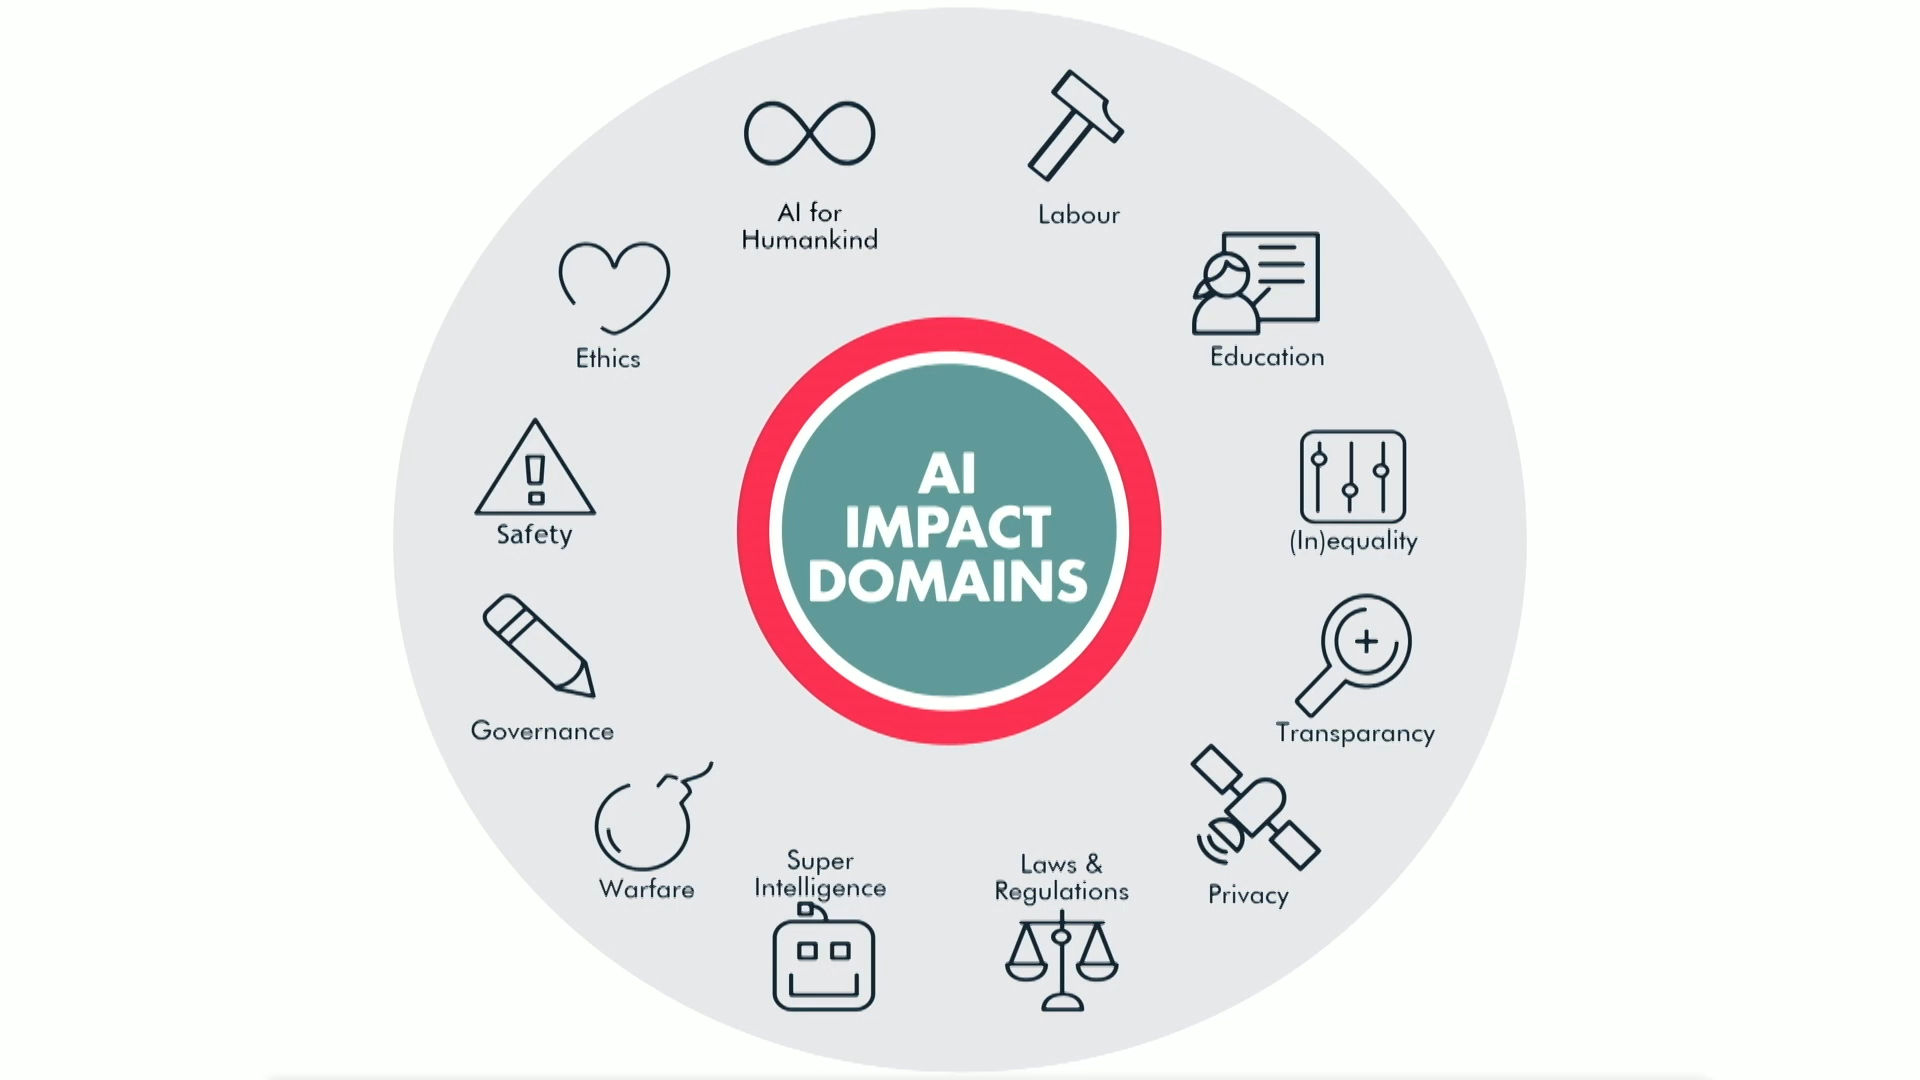 AI for
Humankind
Labour
Ethics
Education
AI
IMPACT
DOMAINS
Safety
(In)equality
Governance
Transparancy
Warfare
Super
Intelligence
Laws &
Regulations
Privacy